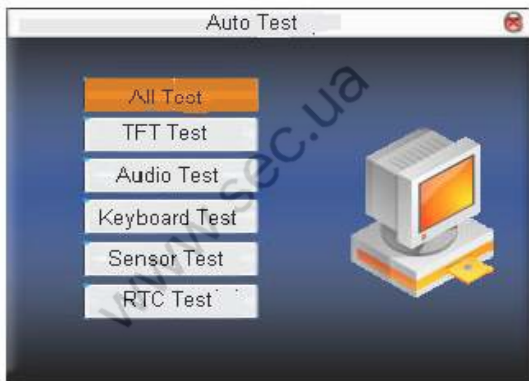 Auto Test
All Test
TFT Test
Audio Test
Keyboard Test
Sensor Test
RTC Test
www.sec.ua